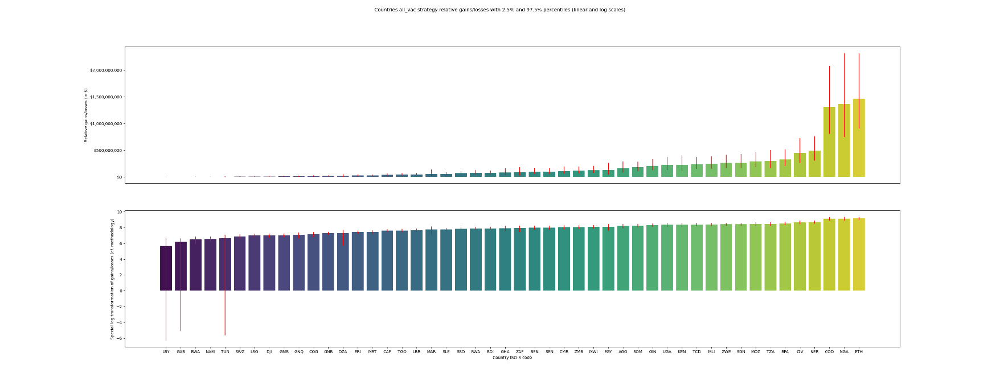 Countries all_vac strategy relative gains/losses with 2.5% and 97.5% percentiles (linear and log scales)
Relative gains/losses (in $)
$2,000,000,000
$1,500,000,000
$1,000,000,000
$500,000,000
$0
Special log transformation of gains/losses (cf. methodology)
10
8
6
4
2
0
−2
−4
−6
LBY GAB BWA NAM TUN SWZ LSO DJI GMB GNQ COG GNB DZA ERI MRT CAF TGO LBR MAR SLE SSD RWA BDI GHA ZAF BEN SEN CMR ZMB MWI EGY AGO SOM GIN UGA KEN TCD MLI ZWE SDN MOZ TZA BFA CIV NER COD NGA ETH
Country ISO-3 code